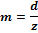 m = d/z